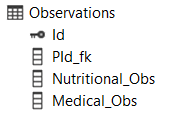 Observations
Id
PId_fk
Nutritional_Obs
Medical_Obs